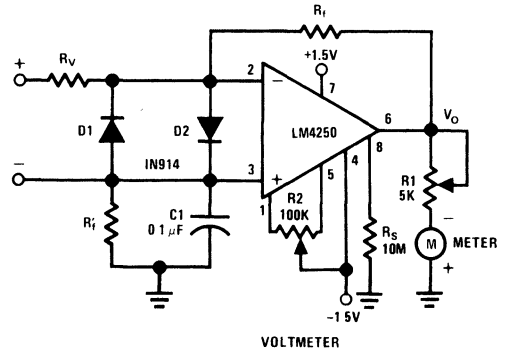 Rf
+1.5V
+
RV
2
−
7
D1
D2
LM4250
6
VO
8
−
IN914
3
+
5
4
1
R2
100K
R1
5K
R'f
C1
0 1 µF
RS
10M
−
M
METER
+
−1 5V
VOLTMETER